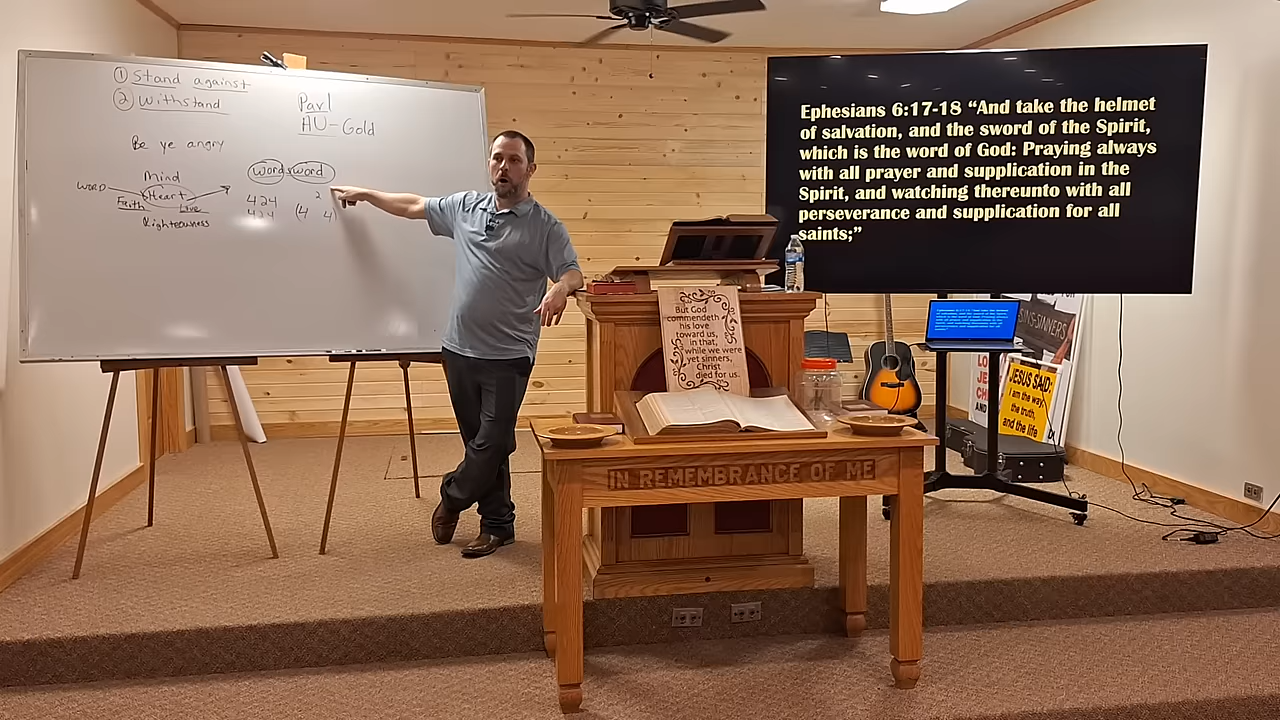 ① Stand against
② Withstand
Be ye angry
Mind
WORD Heart
Faith Live
Righteousness
Parl
AU-Gold
words word
2
424
424 (4 4)
Ephesians 6:17-18 “And take the helmet
of salvation, and the sword of the Spirit,
which is the word of God: Praying always
with all prayer and supplication in the
Spirit, and watching thereunto with all
perseverance and supplication for all
saints;”
But God
commendeth
his love
toward us,
in that,
while we were
yet sinners,
Christ
died for us.
IN REMEMBRANCE OF ME
SINS·SINNERS
JESUS SAID:
I am the way,
the truth,
and the life